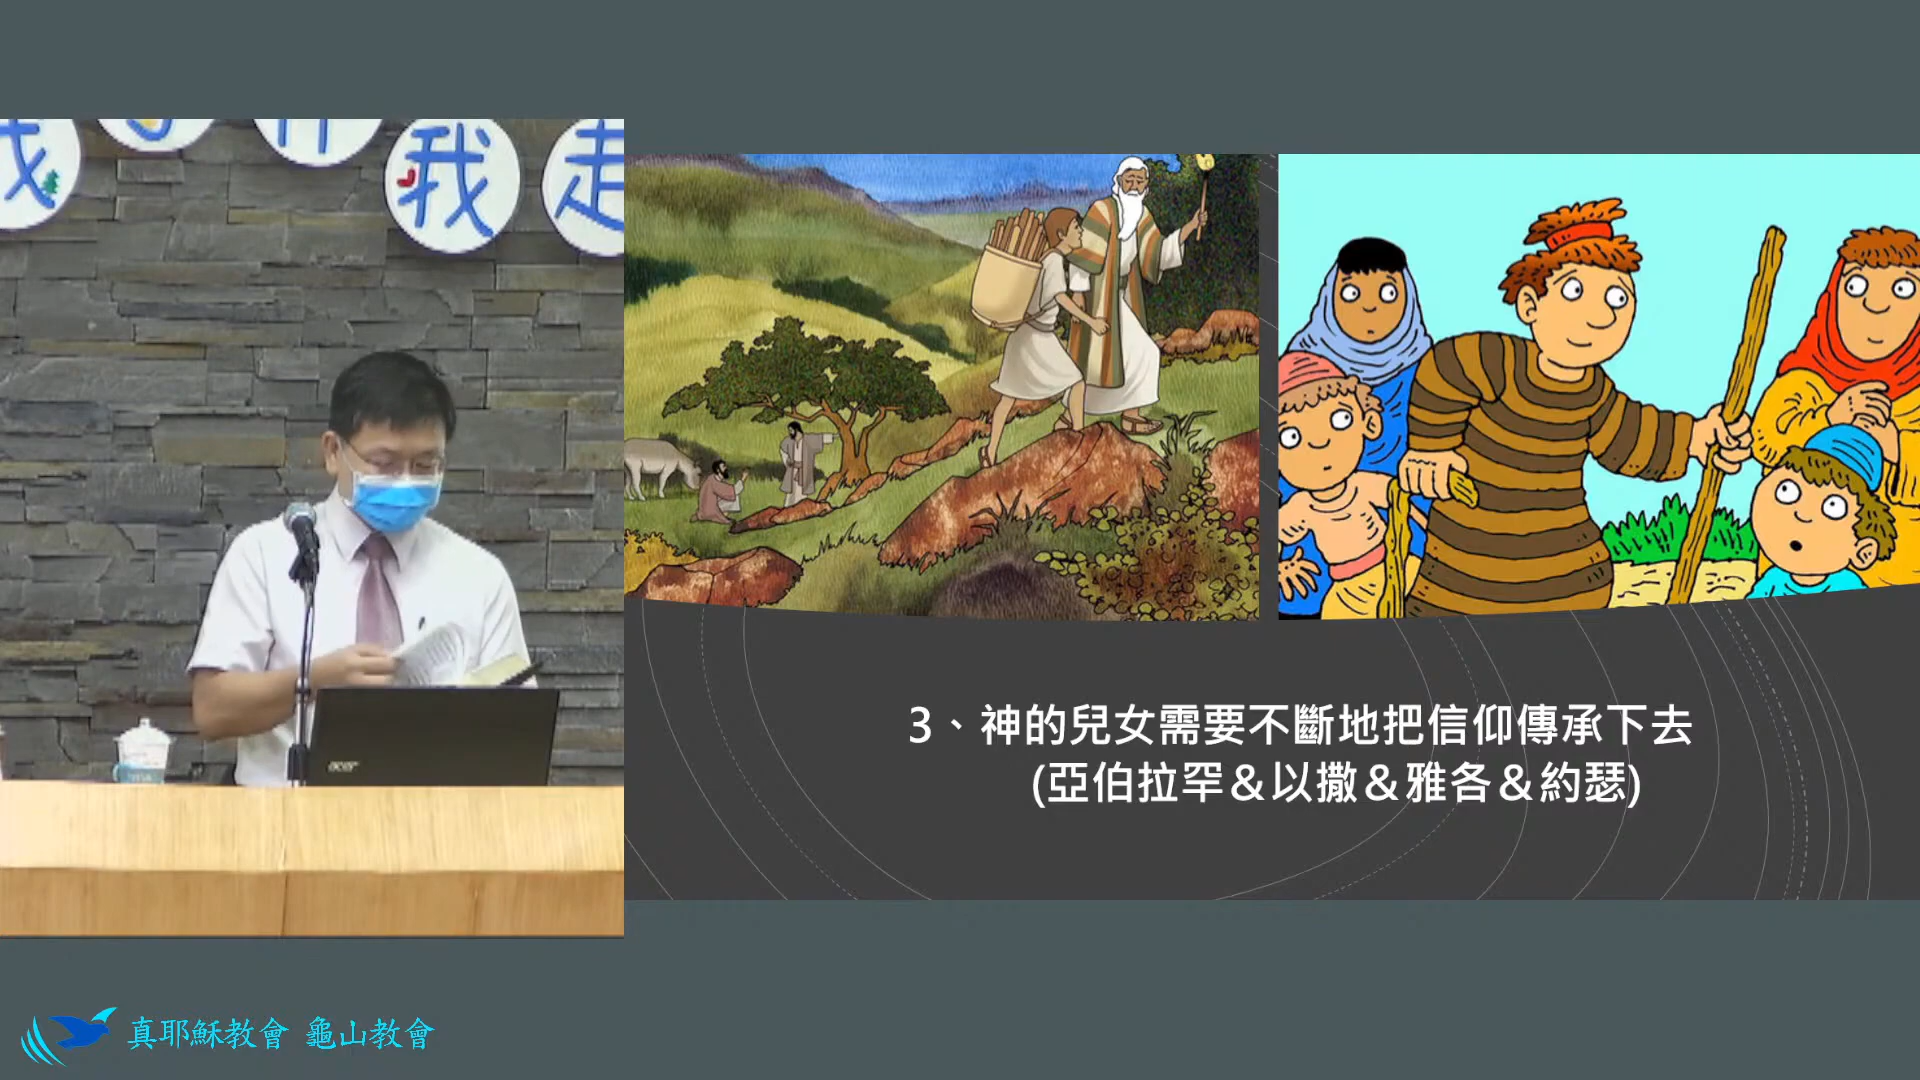 我
我
走
acer
3、神的兒女需要不斷地把信仰傳承下去
(亞伯拉罕＆以撒＆雅各＆約瑟)
真耶穌教會 龜山教會